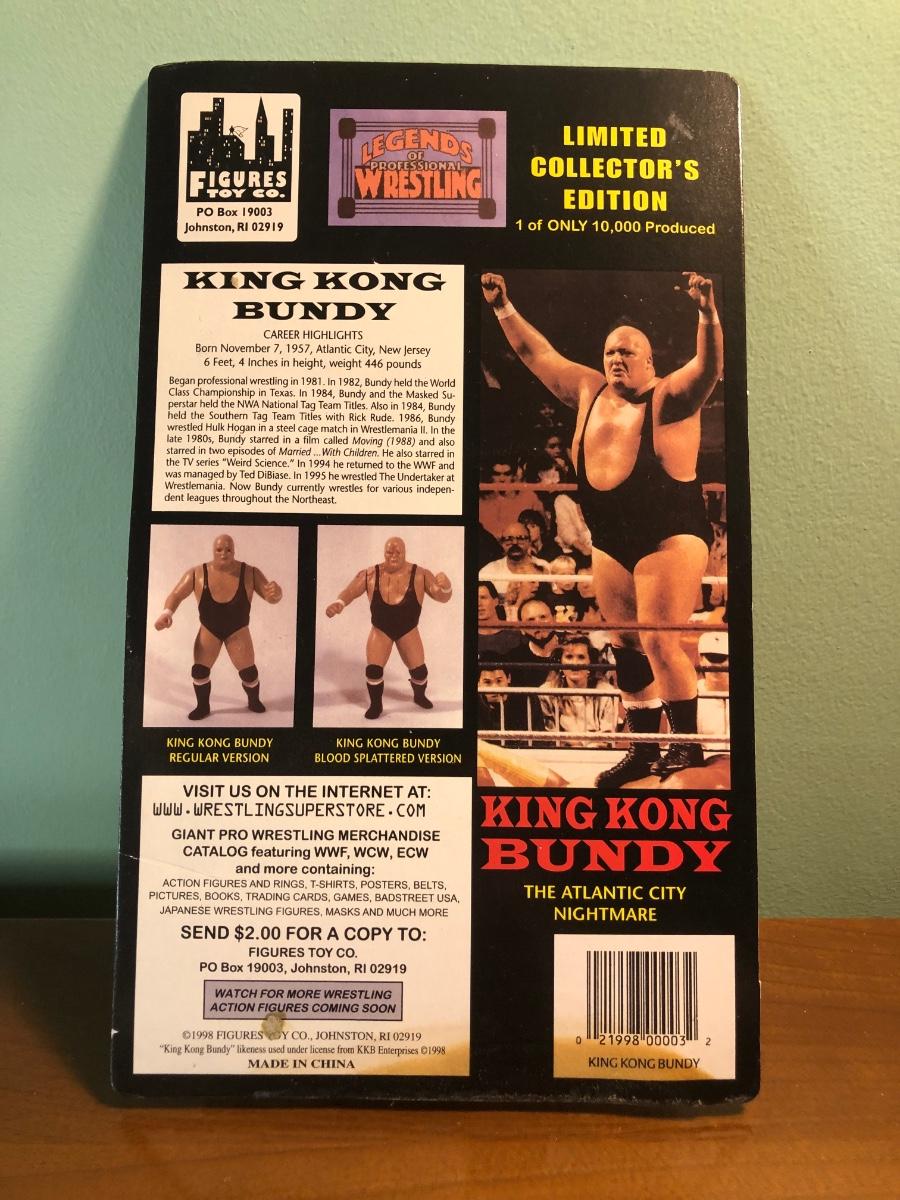 FIGURES
TOY CO.
PO Box 19003
Johnston, RI 02919
LEGENDS
OF
PROFESSIONAL
WRESTLING
LIMITED
COLLECTOR'S
EDITION
1 of ONLY 10,000 Produced
KING KONG
BUNDY
CAREER HIGHLIGHTS
Born November 7, 1957, Atlantic City, New Jersey
6 Feet, 4 Inches in height, weight 446 pounds
Began professional wrestling in 1981. In 1982, Bundy held the World
Class Championship in Texas. In 1984, Bundy and the Masked Su-
perstar held the NWA National Tag Team Titles. Also in 1984, Bundy
held the Southern Tag Team Titles with Rick Rude. 1986, Bundy
wrestled Hulk Hogan in a steel cage match in Wrestlemania II. In the
late 1980s, Bundy starred in a film called Moving (1988) and also
starred in two episodes of Married ...With Children. He also starred in
the TV series "Weird Science." In 1994 he returned to the WWF and
was managed by Ted DiBiase. In 1995 he wrestled The Undertaker at
Wrestlemania. Now Bundy currently wrestles for various indepen-
dent leagues throughout the Northeast.
KING KONG BUNDY
REGULAR VERSION
KING KONG BUNDY
BLOOD SPLATTERED VERSION
VISIT US ON THE INTERNET AT:
WWW.WRESTLINGSUPERSTORE.COM
GIANT PRO WRESTLING MERCHANDISE
CATALOG featuring WWF, WCW, ECW
and more containing:
ACTION FIGURES AND RINGS, T-SHIRTS, POSTERS, BELTS,
PICTURES, BOOKS, TRADING CARDS, GAMES, BADSTREET USA,
JAPANESE WRESTLING FIGURES, MASKS AND MUCH MORE
SEND $2.00 FOR A COPY TO:
FIGURES TOY CO.
PO Box 19003, Johnston, RI 02919
WATCH FOR MORE WRESTLING
ACTION FIGURES COMING SOON
©1998 FIGURES TOY CO., JOHNSTON, RI 02919
"King Kong Bundy" likeness used under license from KKB Enterprises ©1998
MADE IN CHINA
KING KONG
BUNDY
THE ATLANTIC CITY
NIGHTMARE
0 21998 00003 2
KING KONG BUNDY